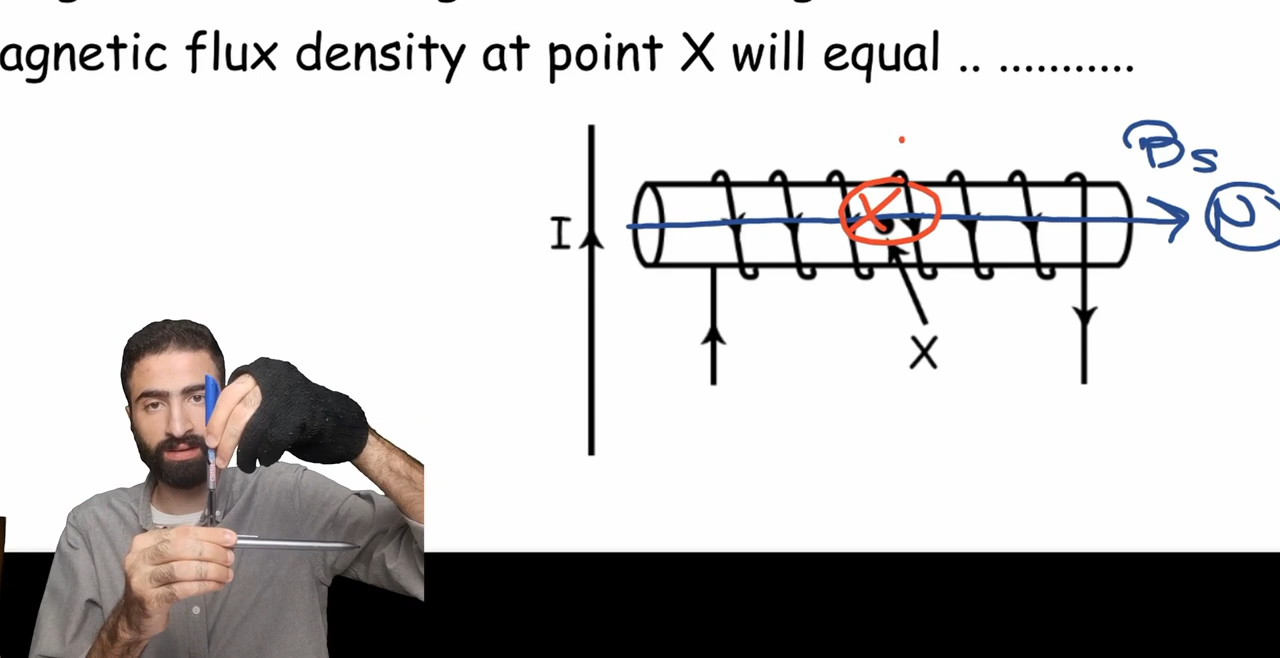 agnetic flux density at point X will equal .. ...........
Bs
I
X
N
X